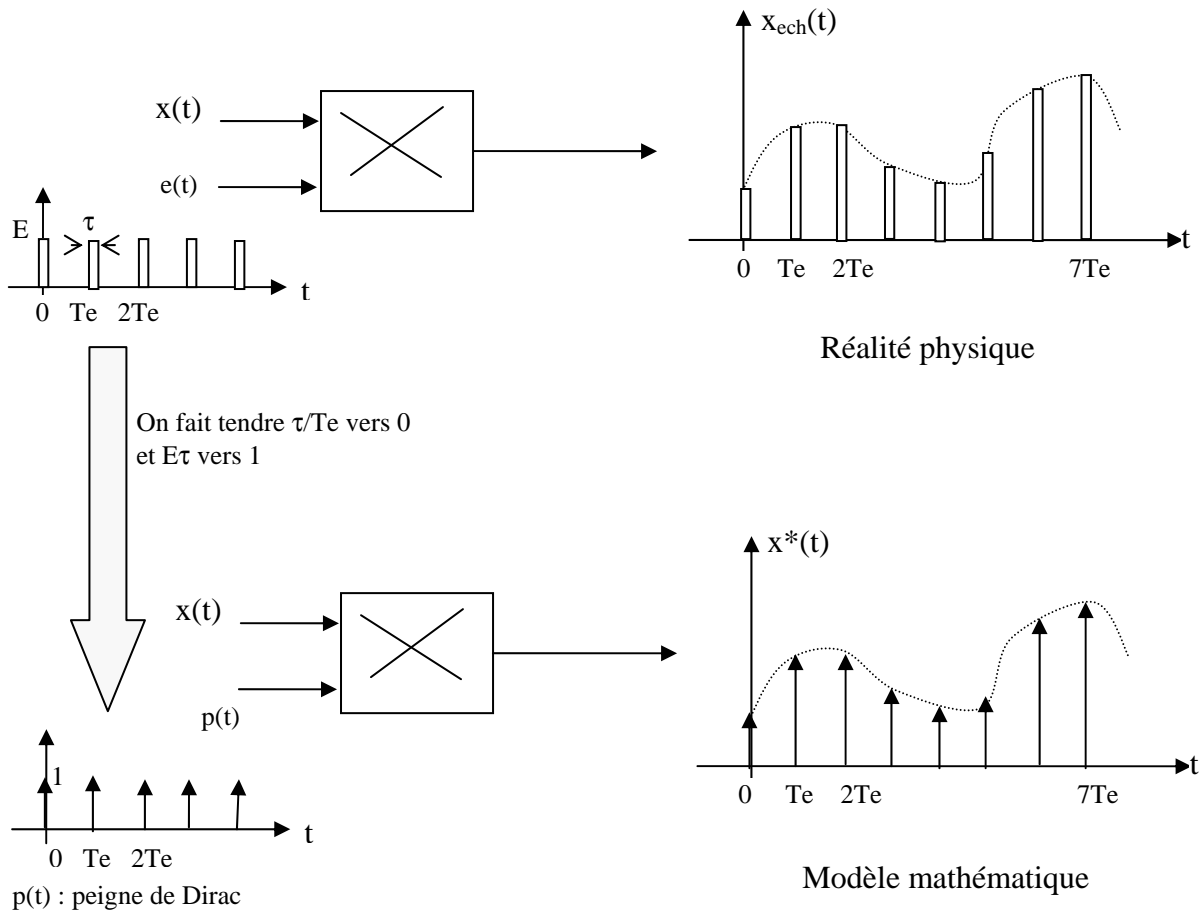 x_ech(t)
x(t)
e(t)
E
τ
t
0 Te 2Te
t
0 Te 2Te 7Te
Réalité physique
On fait tendre τ/Te vers 0
et Eτ vers 1
x*(t)
x(t)
p(t)
1
t
0 Te 2Te
t
0 Te 2Te 7Te
p(t) : peigne de Dirac
Modèle mathématique